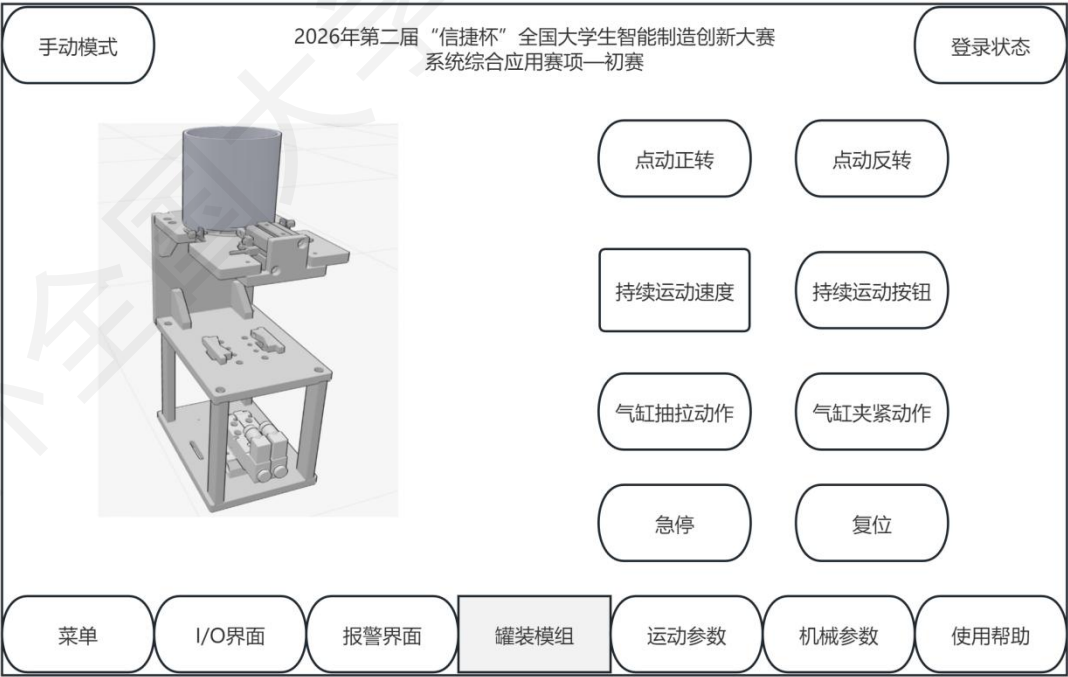 手动模式
2026年第二届“信捷杯”全国大学生智能制造创新大赛
系统综合应用赛项—初赛
登录状态
点动正转
点动反转
持续运动速度
持续运动按钮
气缸抽拉动作
气缸夹紧动作
急停
复位
菜单
I/O界面
报警界面
罐装模组
运动参数
机械参数
使用帮助